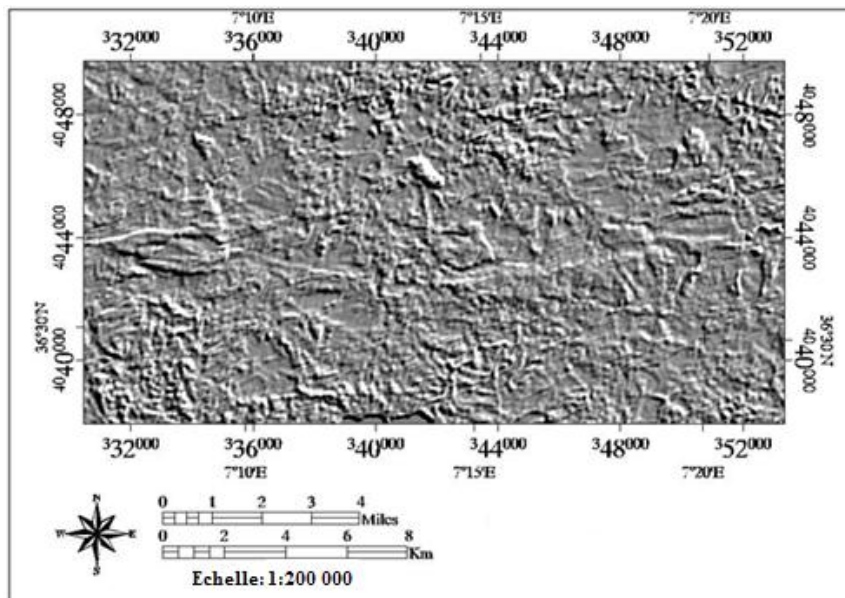 7°10'E 7°15'E 7°20'E
332000 336000 340000 344000 348000 352000
4048000 4048000
4044000 4044000
36°30'N 36°30'N
4040000 4040000
332000 336000 340000 344000 348000 352000
7°10'E 7°15'E 7°20'E
N
W E
S
0 1 2 3 4
Miles
0 2 4 6 8
Km
Echelle: 1:200 000